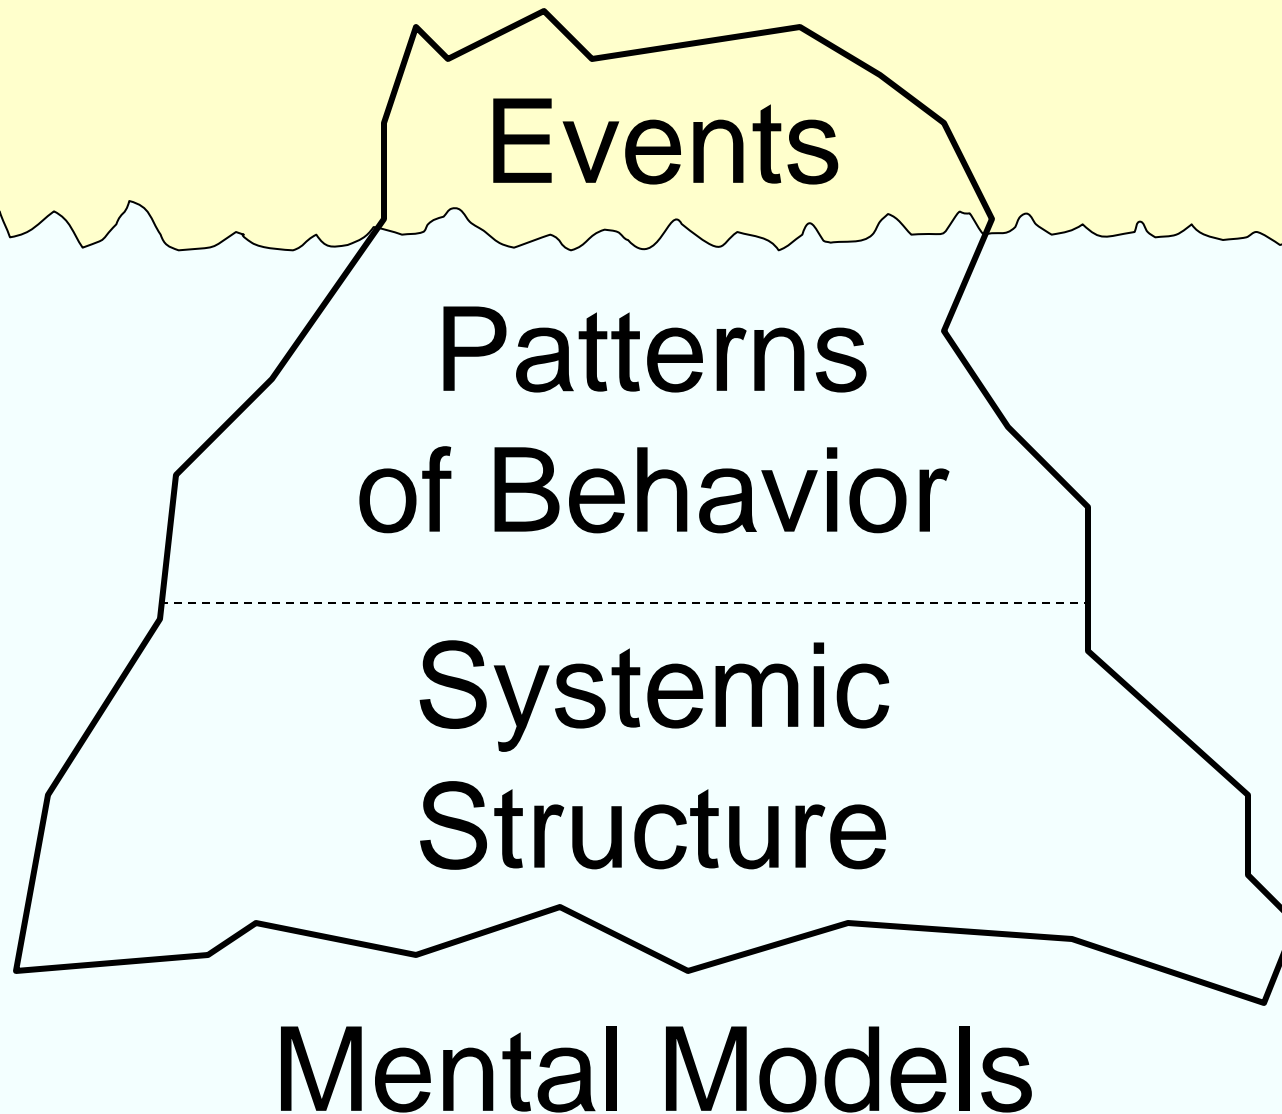 Events
Patterns
of Behavior
Systemic
Structure
Mental Models